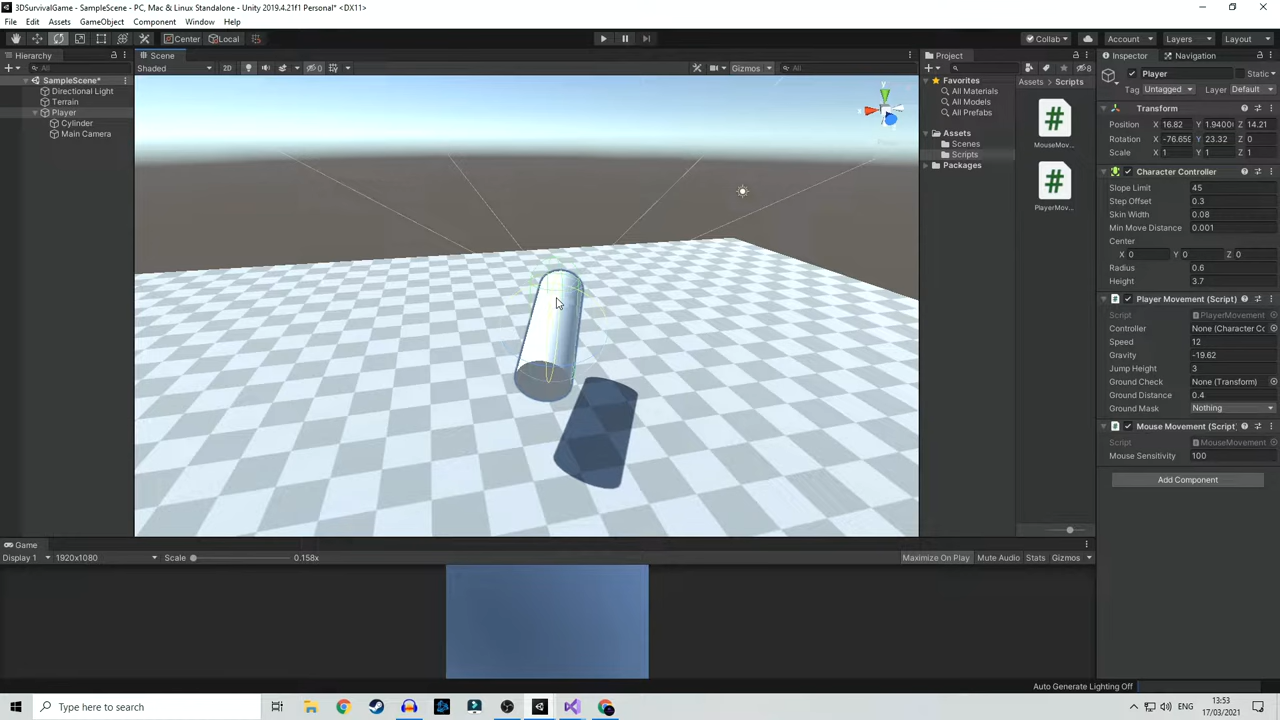 SampleScene - PC, Mac & Linux Standalone - Unity 2019.4.21f1 Personal* <DX11>
File Edit Assets GameObject Component Window Help
Center Local
Collab Account Layers Layout
Hierarchy
All
SampleScene*
Directional Light
Terrain
Player
Cylinder
Main Camera
Scene
Shaded 2D 0 Gizmos All
Project
8
Favorites
All Materials
All Models
All Prefabs
Assets
Scenes
Scripts
Packages
Assets Scripts
MouseMov...
PlayerMov...
Inspector Navigation
Player Static
Tag Untagged Layer Default
Transform
Position X 16.82 Y 1.9400 Z 14.21
Rotation X -76.659 Y 23.32 Z 0
Scale X 1 Y 1 Z 1
Character Controller
Slope Limit 45
Step Offset 0.3
Skin Width 0.08
Min Move Distance 0.001
Center
X 0 Y 0 Z 0
Radius 0.6
Height 3.7
Player Movement (Script)
Script PlayerMovement
Controller None (Character Co
Speed 12
Gravity -19.62
Jump Height 3
Ground Check None (Transform)
Ground Distance 0.4
Ground Mask Nothing
Mouse Movement (Script)
Script MouseMovement
Mouse Sensitivity 100
Add Component
Game
Display 1 1920x1080 Scale 0.158x Maximize On Play Mute Audio Stats Gizmos
Auto Generate Lighting Off
Type here to search
ENG
13:53
17/03/2021